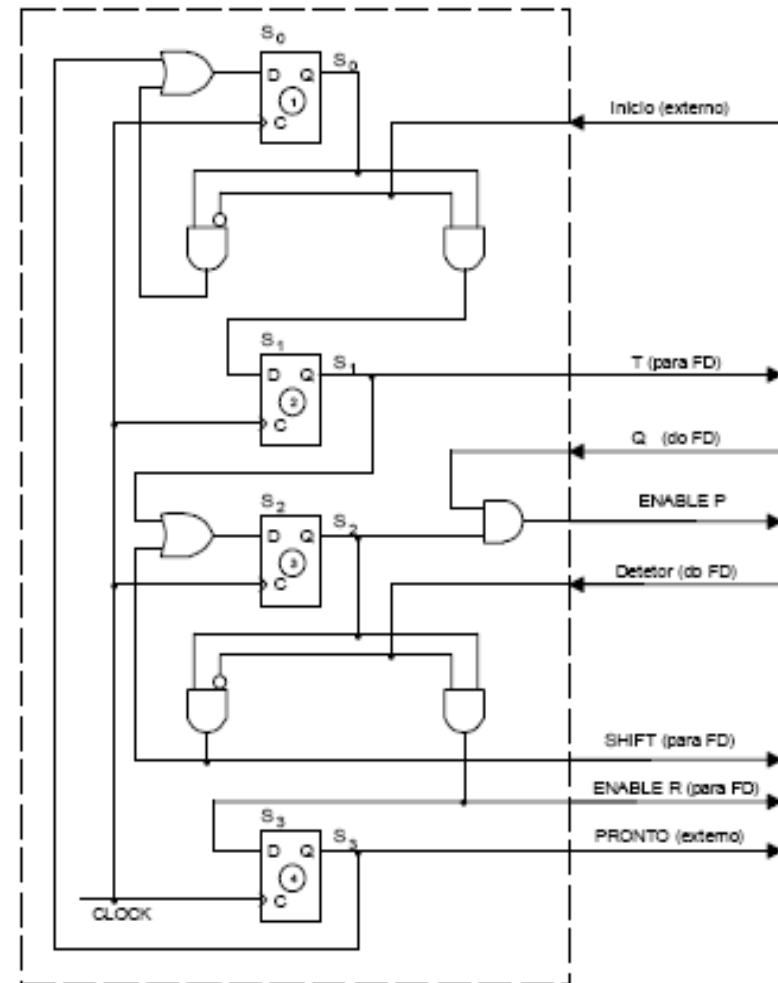 S0
D Q
1
C
S0
Início (externo)
S1
D Q
2
C
S1
T (para FD)
Q (do FD)
ENABLE P
S2
D Q
3
C
S2
Detetor (do FD)
SHIFT (para FD)
ENABLE R (para FD)
S3
D Q
4
C
S3
PRONTO (externo)
CLOCK